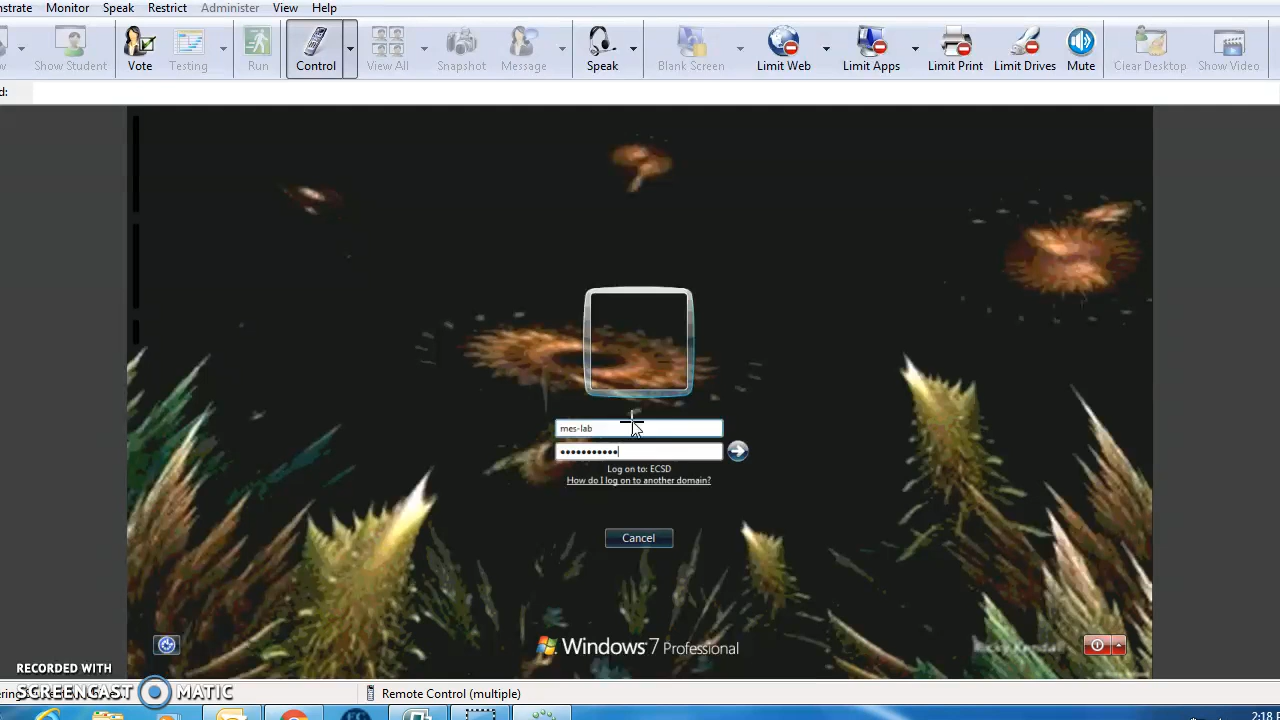 Monitor Speak Restrict Administer View Help
Show Student Vote Testing Control View All Snapshot Message Speak Blank Screen Limit Web Limit Apps Limit Print Limit Drives Mute Clear Desktop Show Video
mes-lab
•••••••••••
Log on to: ECSD
How do I log on to another domain?
Cancel
Windows 7 Professional
RECORDED WITH
SCREENCAST MATIC
Remote Control (multiple)
2:18